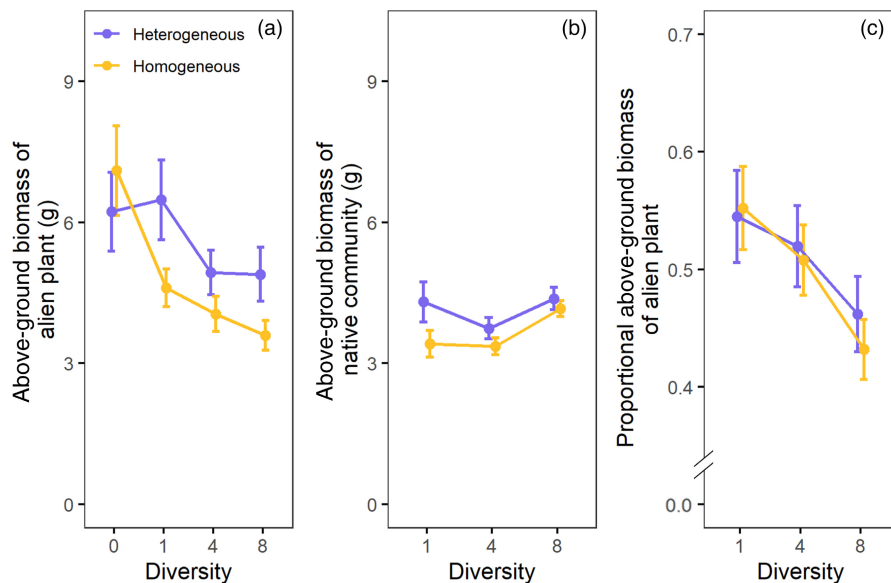 (a)
Heterogeneous
Homogeneous
Above-ground biomass of
alien plant (g)
9
6
3
0
0 1 4 8
Diversity
(b)
Above-ground biomass of
native community (g)
9
6
3
0
1 4 8
Diversity
(c)
Proportional above-ground biomass
of alien plant
0.7
0.6
0.5
0.4
0.0
1 4 8
Diversity